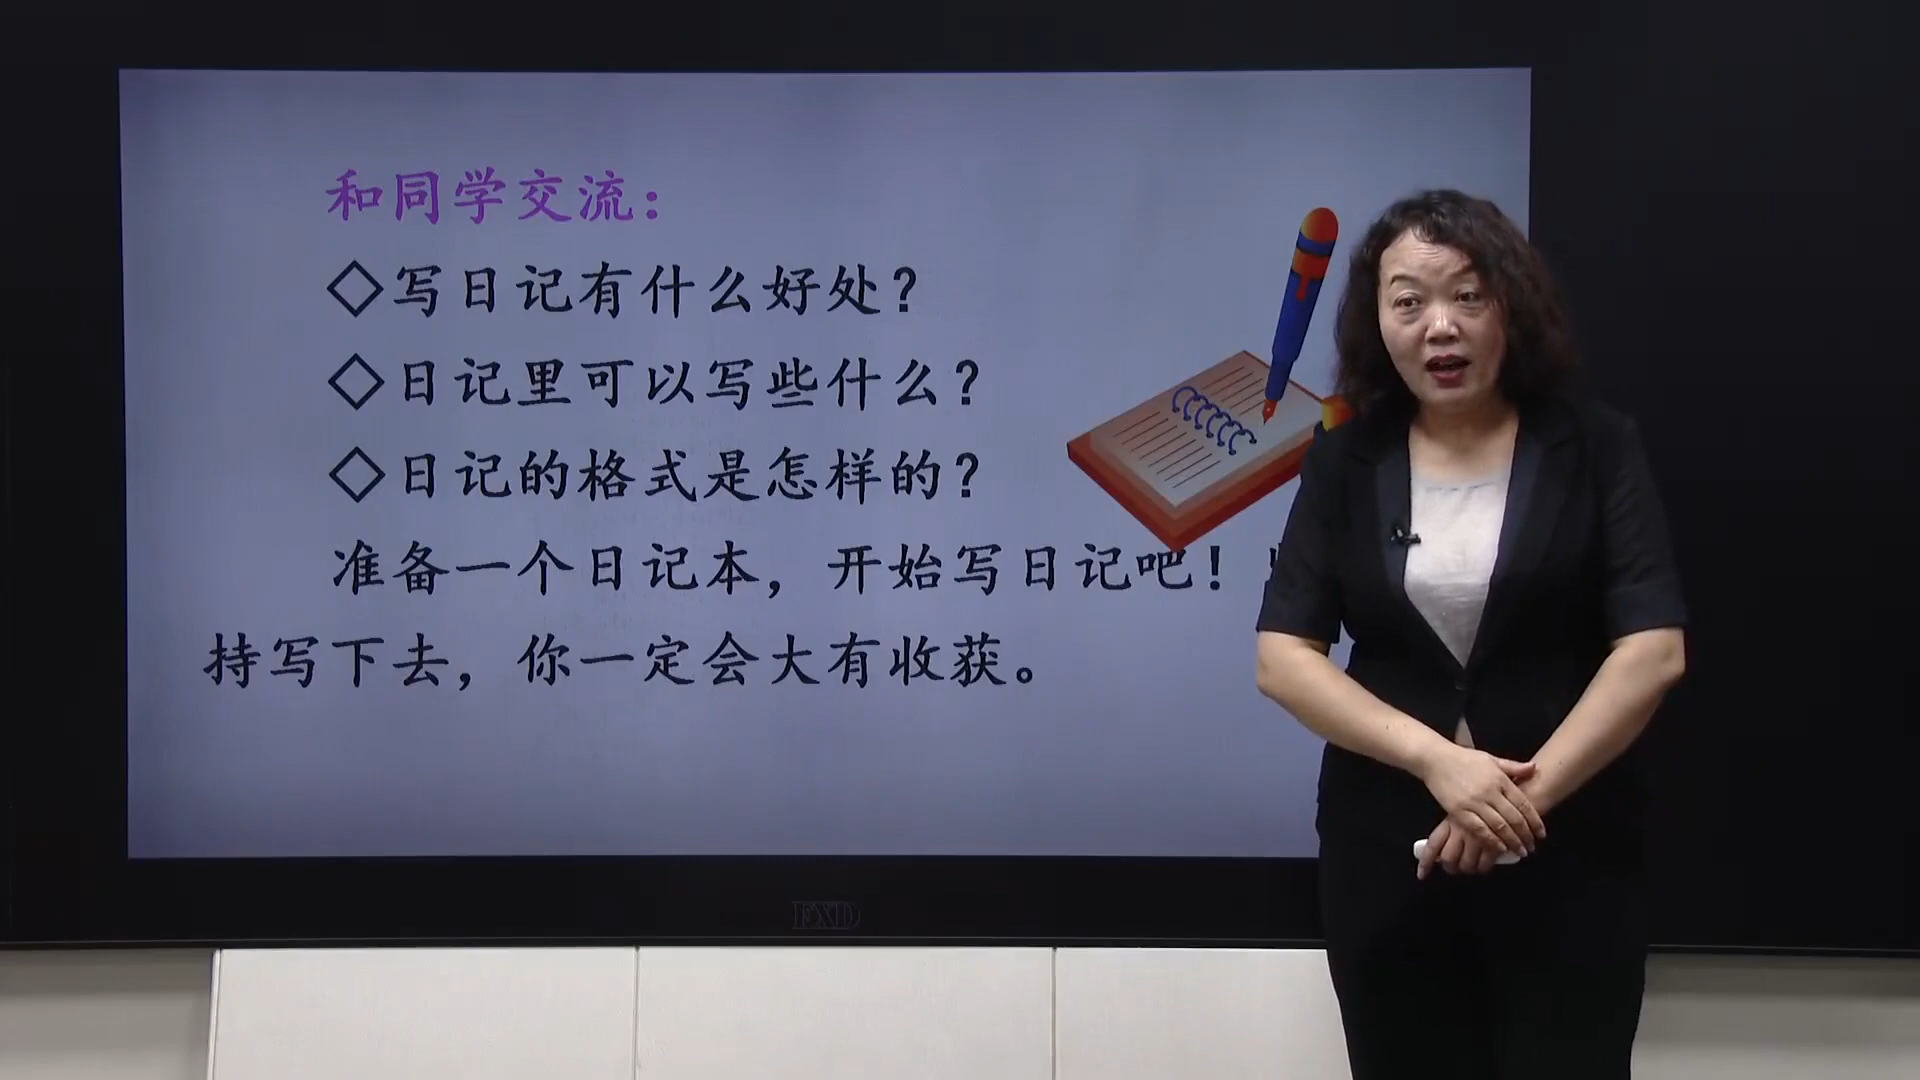 和同学交流：
◇写日记有什么好处？
◇日记里可以写些什么？
◇日记的格式是怎样的？
准备一个日记本，开始写日记吧！
持写下去，你一定会大有收获。